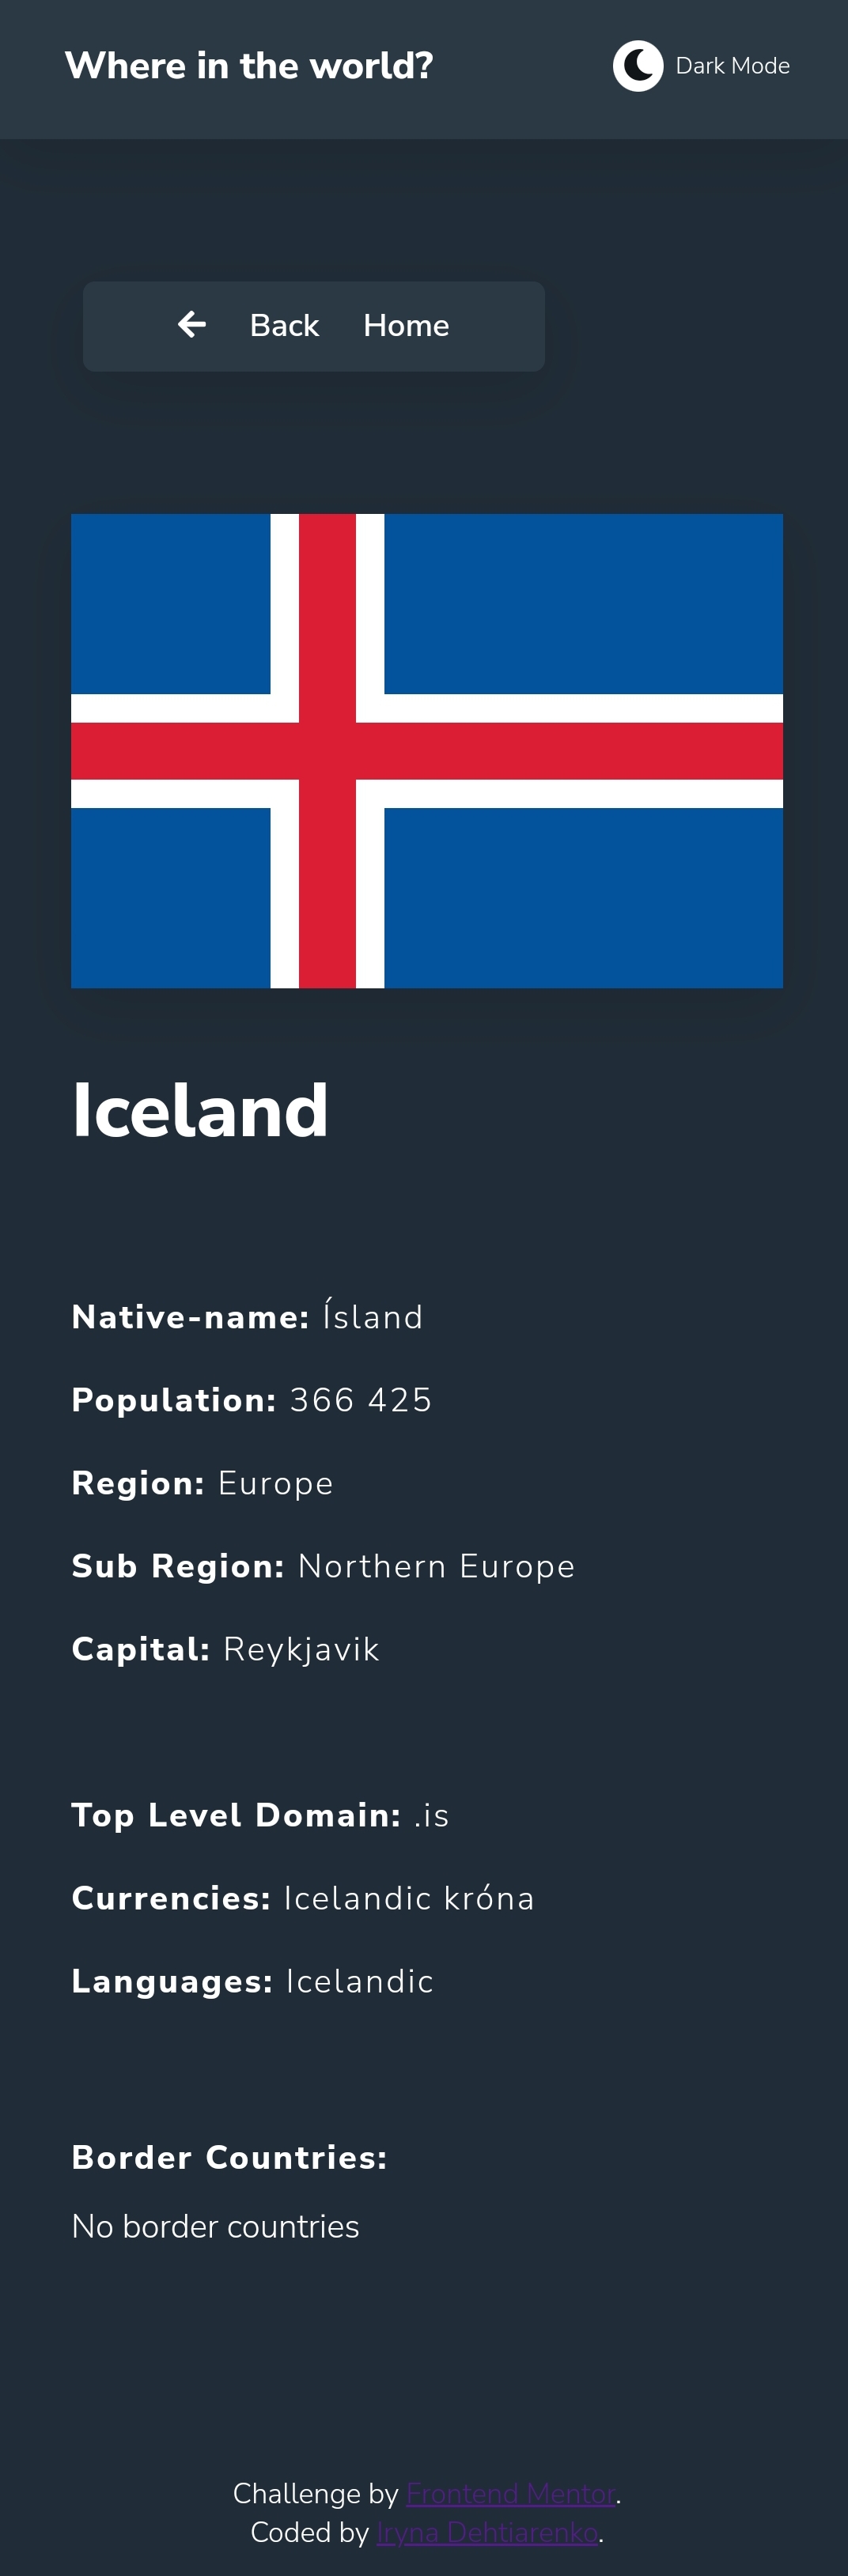 Where in the world?
Dark Mode
Back Home
Iceland
Native-name: Ísland
Population: 366 425
Region: Europe
Sub Region: Northern Europe
Capital: Reykjavik
Top Level Domain: .is
Currencies: Icelandic króna
Languages: Icelandic
Border Countries:
No border countries
Challenge by Frontend Mentor.
Coded by Iryna Dehtiarenko.